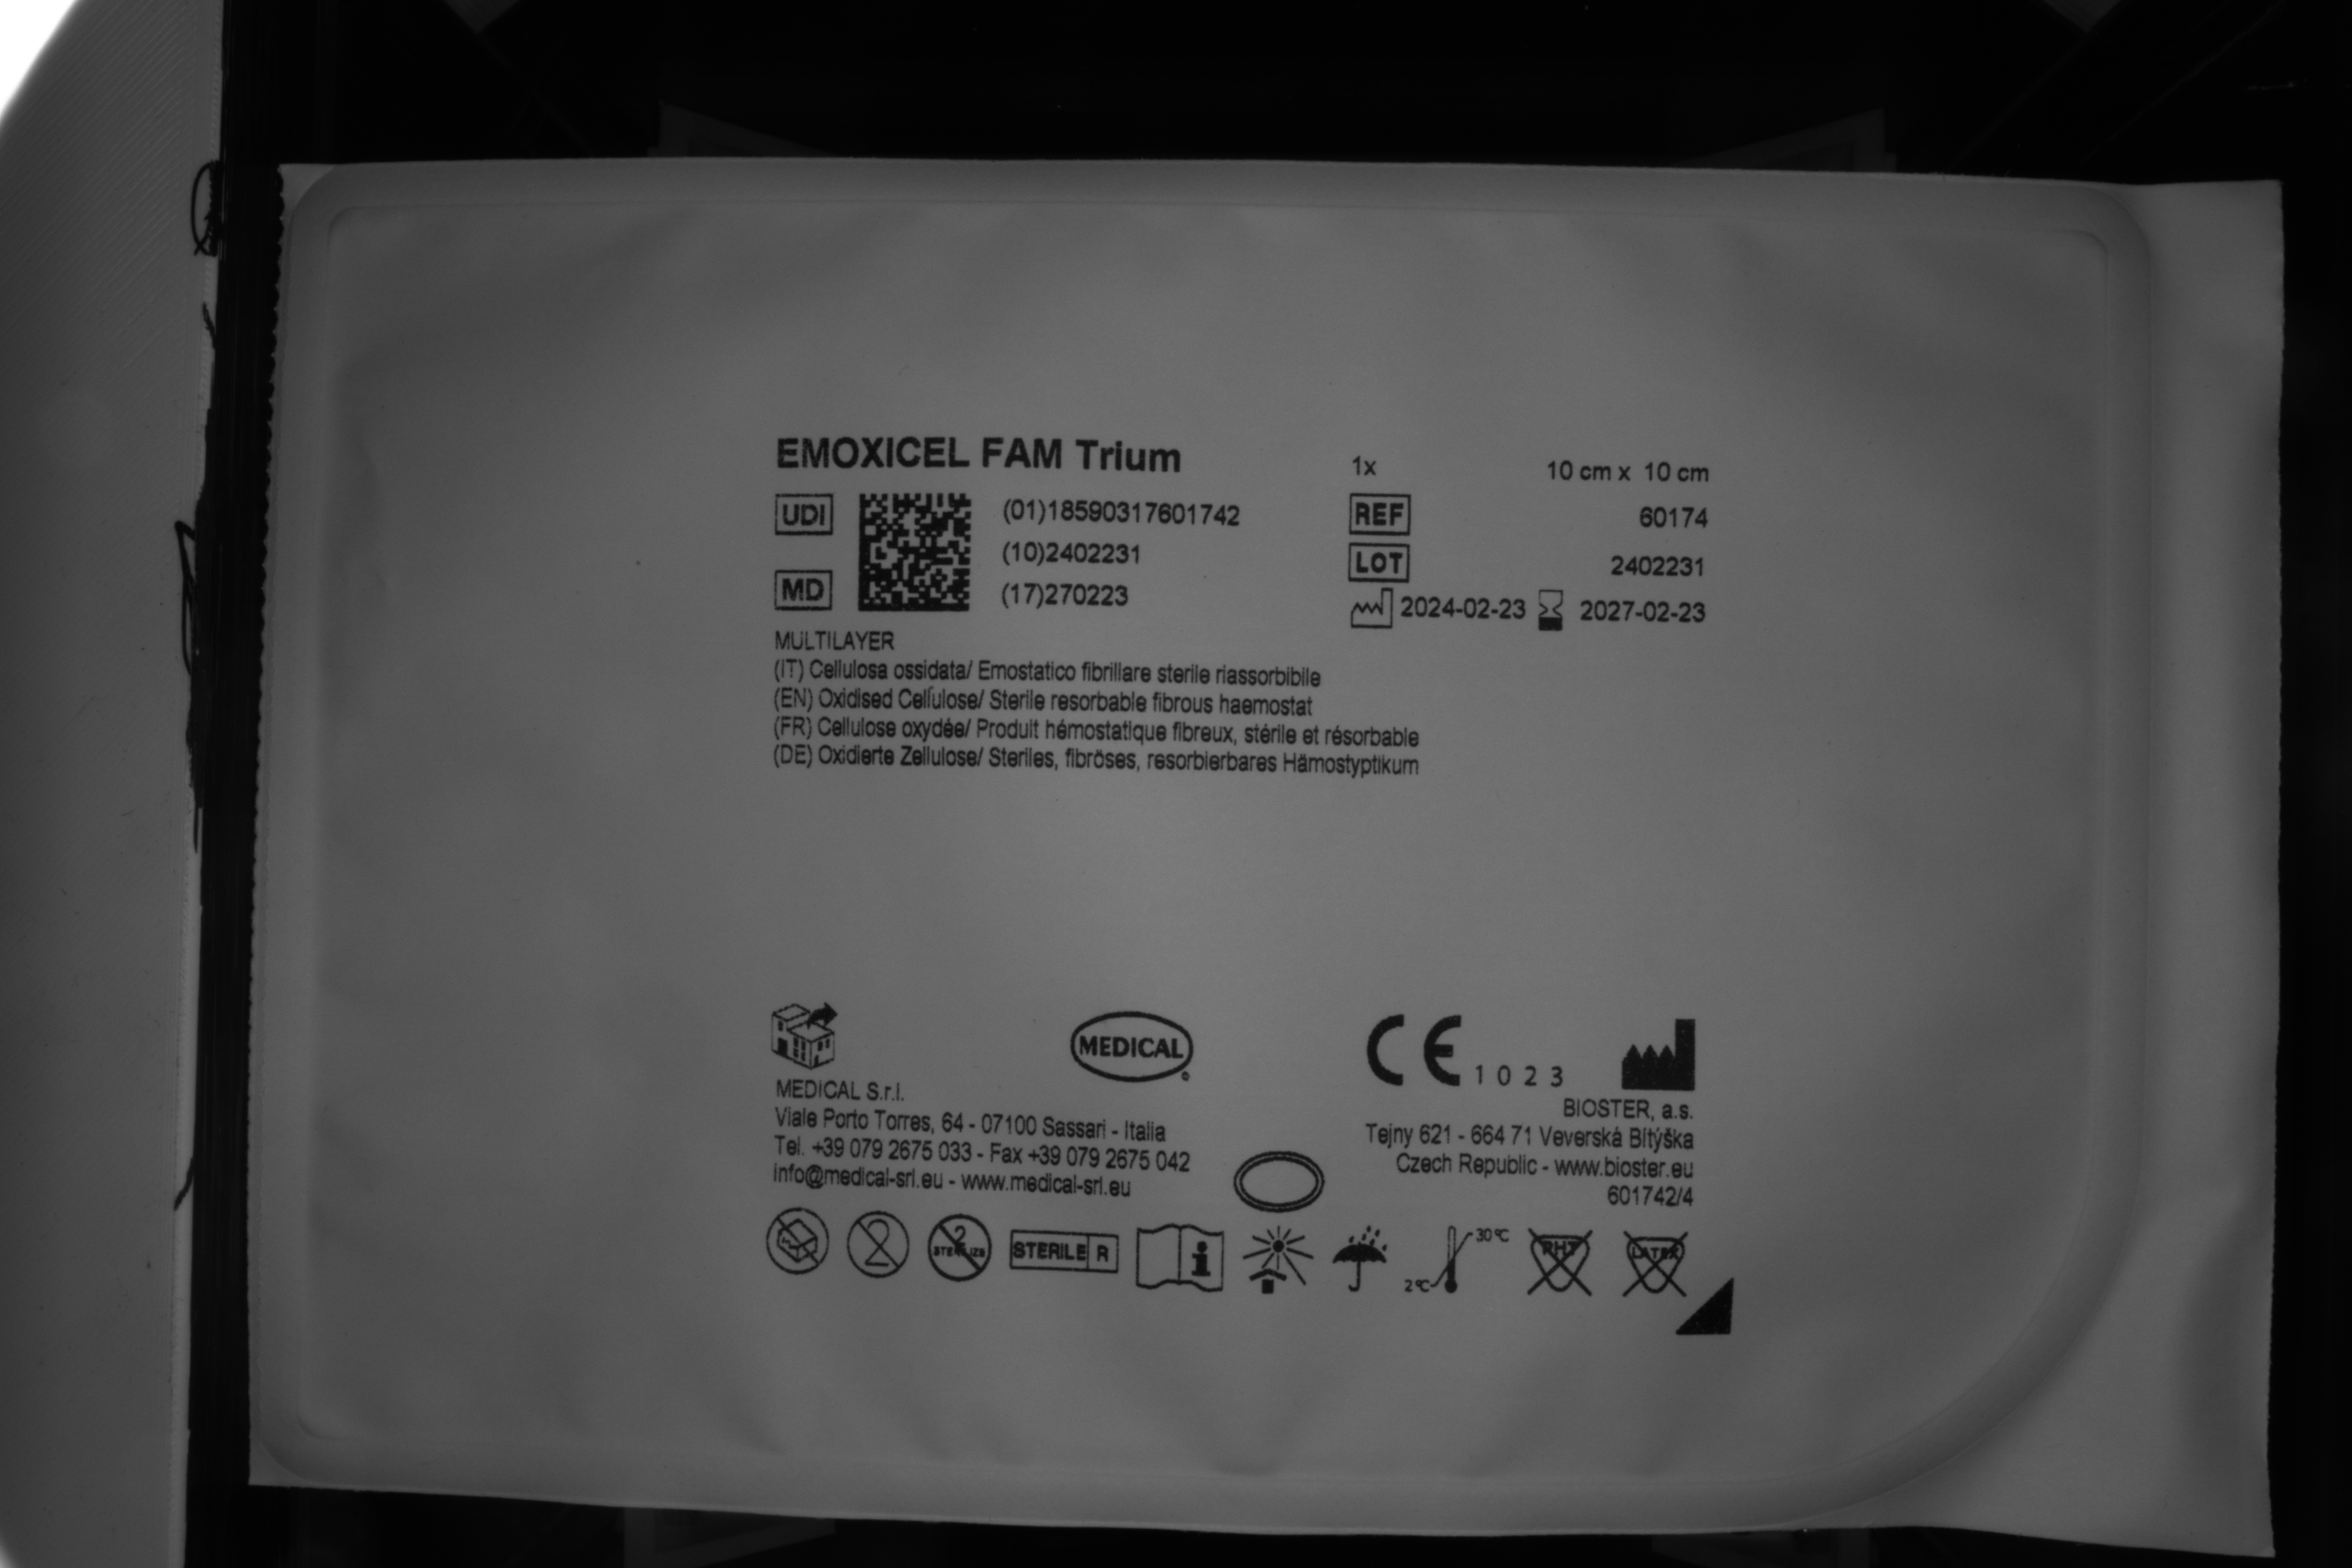 EMOXICEL FAM Trium
1x 10 cm x 10 cm
UDI
(01)18590317601742
REF 60174
(10)2402231
LOT 2402231
MD
(17)270223
2024-02-23 2027-02-23
MULTILAYER
(IT) Cellulosa ossidata/ Emostatico fibrillare sterile riassorbibile
(EN) Oxidised Cellulose/ Sterile resorbable fibrous haemostat
(FR) Cellulose oxydée/ Produit hémostatique fibreux, stérile et résorbable
(DE) Oxidierte Zellulose/ Steriles, fibröses, resorbierbares Hämostyptikum
MEDICAL
CE 1023
MEDICAL S.r.l.
Viale Porto Torres, 64 - 07100 Sassari - Italia
Tel. +39 079 2675 033 - Fax +39 079 2675 042
info@medical-srl.eu - www.medical-srl.eu
BIOSTER, a.s.
Tejny 621 - 664 71 Veverská Bítýška
Czech Republic - www.bioster.eu
601742/4
2
2 STERILIZE
STERILE R
i
2°C 30°C
PHT
LATEX